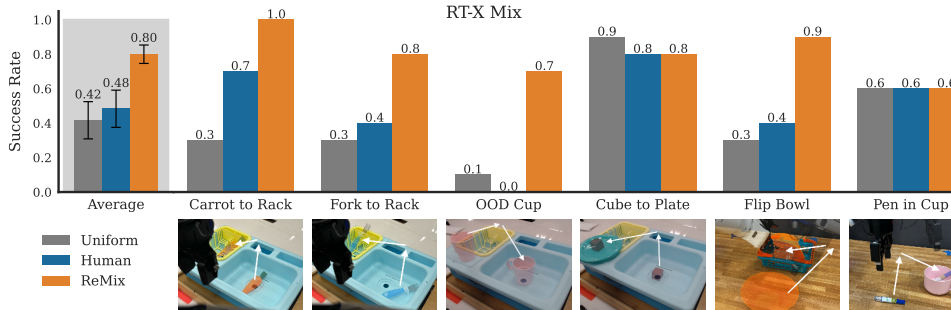 RT-X Mix
Success Rate
1.0
0.8
0.6
0.4
0.2
0.0
0.42 0.48 0.80
0.3 0.7 1.0
0.3 0.4 0.8
0.1 0.0 0.7
0.9 0.8 0.8
0.3 0.4 0.9
0.6 0.6 0.6
Average Carrot to Rack Fork to Rack OOD Cup Cube to Plate Flip Bowl Pen in Cup
Uniform
Human
ReMix